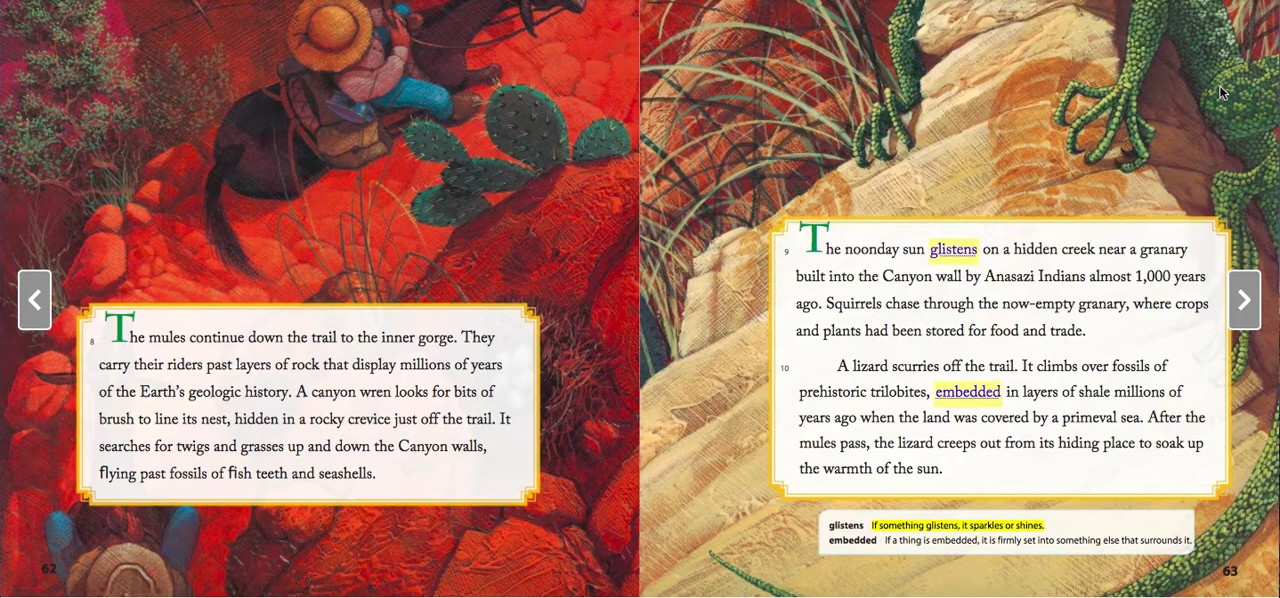 8
The mules continue down the trail to the inner gorge. They
carry their riders past layers of rock that display millions of years
of the Earth's geologic history. A canyon wren looks for bits of
brush to line its nest, hidden in a rocky crevice just off the trail. It
searches for twigs and grasses up and down the Canyon walls,
flying past fossils of fish teeth and seashells.
62
9
The noonday sun glistens on a hidden creek near a granary
built into the Canyon wall by Anasazi Indians almost 1,000 years
ago. Squirrels chase through the now-empty granary, where crops
and plants had been stored for food and trade.
10
A lizard scurries off the trail. It climbs over fossils of
prehistoric trilobites, embedded in layers of shale millions of
years ago when the land was covered by a primeval sea. After the
mules pass, the lizard creeps out from its hiding place to soak up
the warmth of the sun.
glistens If something glistens, it sparkles or shines.
embedded If a thing is embedded, it is firmly set into something else that surrounds it.
63